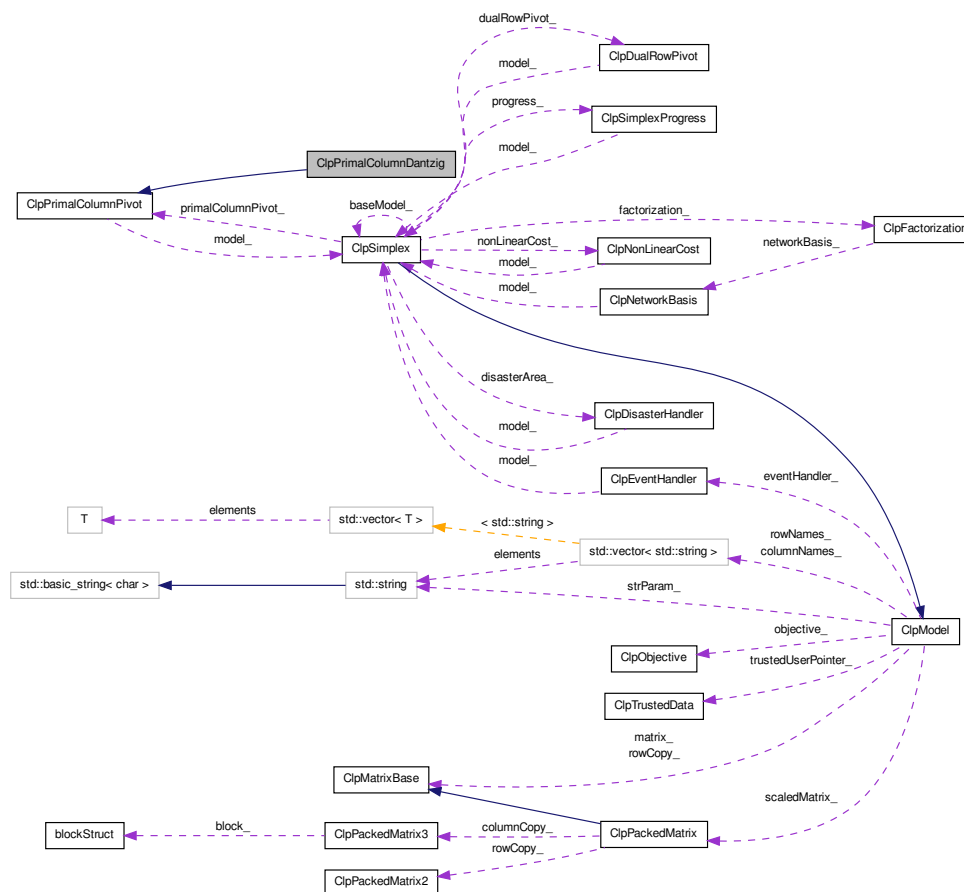 dualRowPivot_
ClpDualRowPivot
model_
progress_
ClpSimplexProgress
model_
ClpPrimalColumnDantzig
ClpPrimalColumnPivot
primalColumnPivot_
baseModel_
model_
ClpSimplex
factorization_
ClpFactorization
nonLinearCost_
ClpNonLinearCost
networkBasis_
model_
model_
ClpNetworkBasis
disasterArea_
ClpDisasterHandler
model_
model_
ClpEventHandler
eventHandler_
T
elements
std::vector< T >
< std::string >
std::vector< std::string >
rowNames_
columnNames_
elements
std::basic_string< char >
std::string
strParam_
ClpModel
objective_
ClpObjective
trustedUserPointer_
ClpTrustedData
matrix_
rowCopy_
ClpMatrixBase
scaledMatrix_
blockStruct
block_
ClpPackedMatrix3
columnCopy_
ClpPackedMatrix
rowCopy_
ClpPackedMatrix2